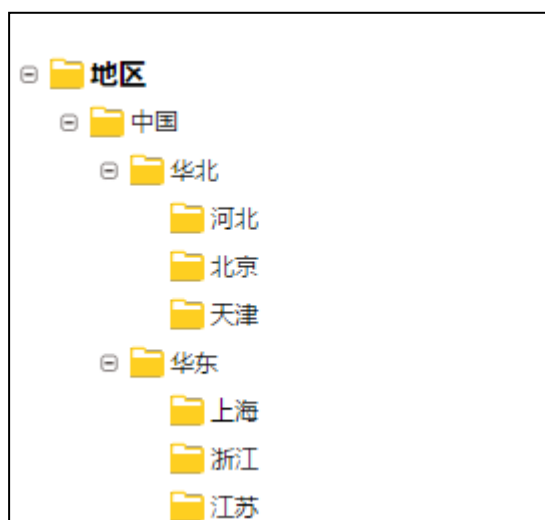 地区
中国
华北
河北
北京
天津
华东
上海
浙江
江苏